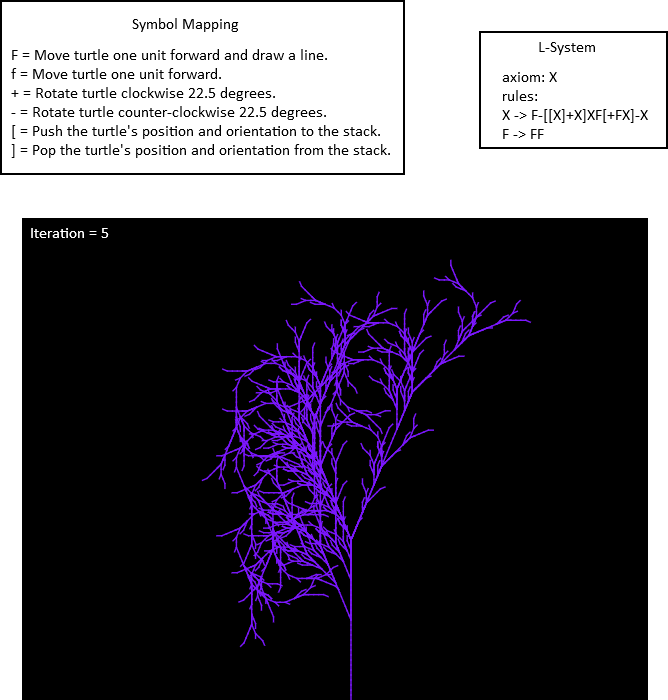 Symbol Mapping
F = Move turtle one unit forward and draw a line.
f = Move turtle one unit forward.
+ = Rotate turtle clockwise 22.5 degrees.
- = Rotate turtle counter-clockwise 22.5 degrees.
[ = Push the turtle's position and orientation to the stack.
] = Pop the turtle's position and orientation from the stack.
L-System
axiom: X
rules:
X -> F-[[X]+X]XF[+FX]-X
F -> FF
Iteration = 5